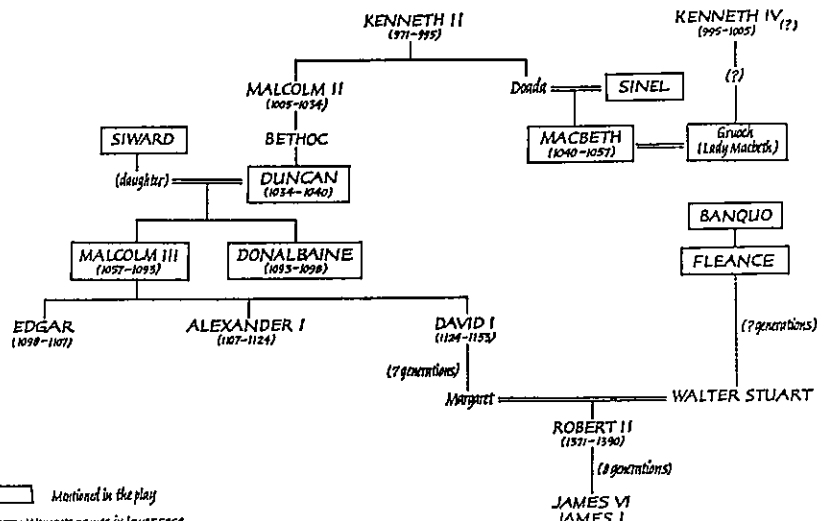 KENNETH II
(971-995)
KENNETH IV (?)
(995-1005)
MALCOLM II
(1005-1034)
Doada
SINEL
(?)
SIWARD
BETHOC
MACBETH
(1040-1057)
Gruoch
(Lady Macbeth)
(daughter)
DUNCAN
(1034-1040)
BANQUO
MALCOLM III
(1057-1093)
DONALBAINE
(1093-1098)
FLEANCE
EDGAR
(1098-1107)
ALEXANDER I
(1107-1124)
DAVID I
(1124-1153)
(? generations)
(7 generations)
Margaret
WALTER STUART
ROBERT II
(1371-1390)
(8 generations)
Mentioned in the play
JAMES VI
JAMES I